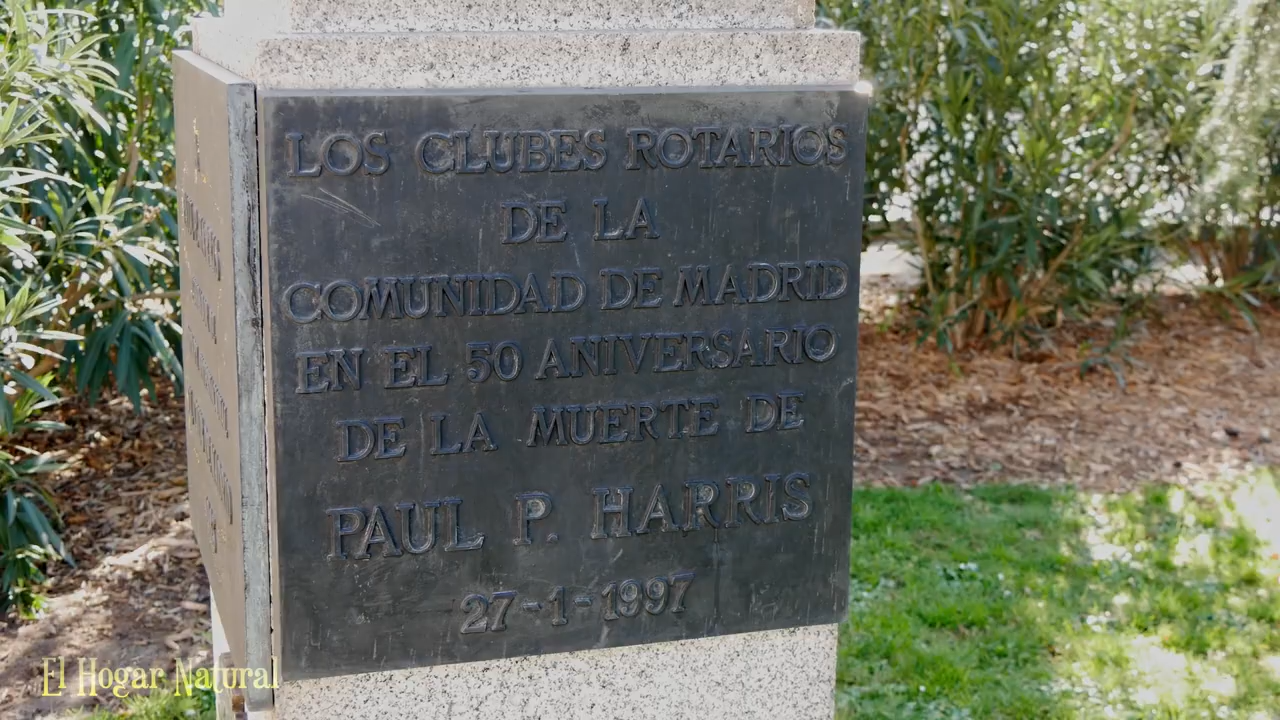 LOS CLUBES ROTARIOS
DE LA
COMUNIDAD DE MADRID
EN EL 50 ANIVERSARIO
DE LA MUERTE DE
PAUL P. HARRIS
27-1-1997
El Hogar Natural